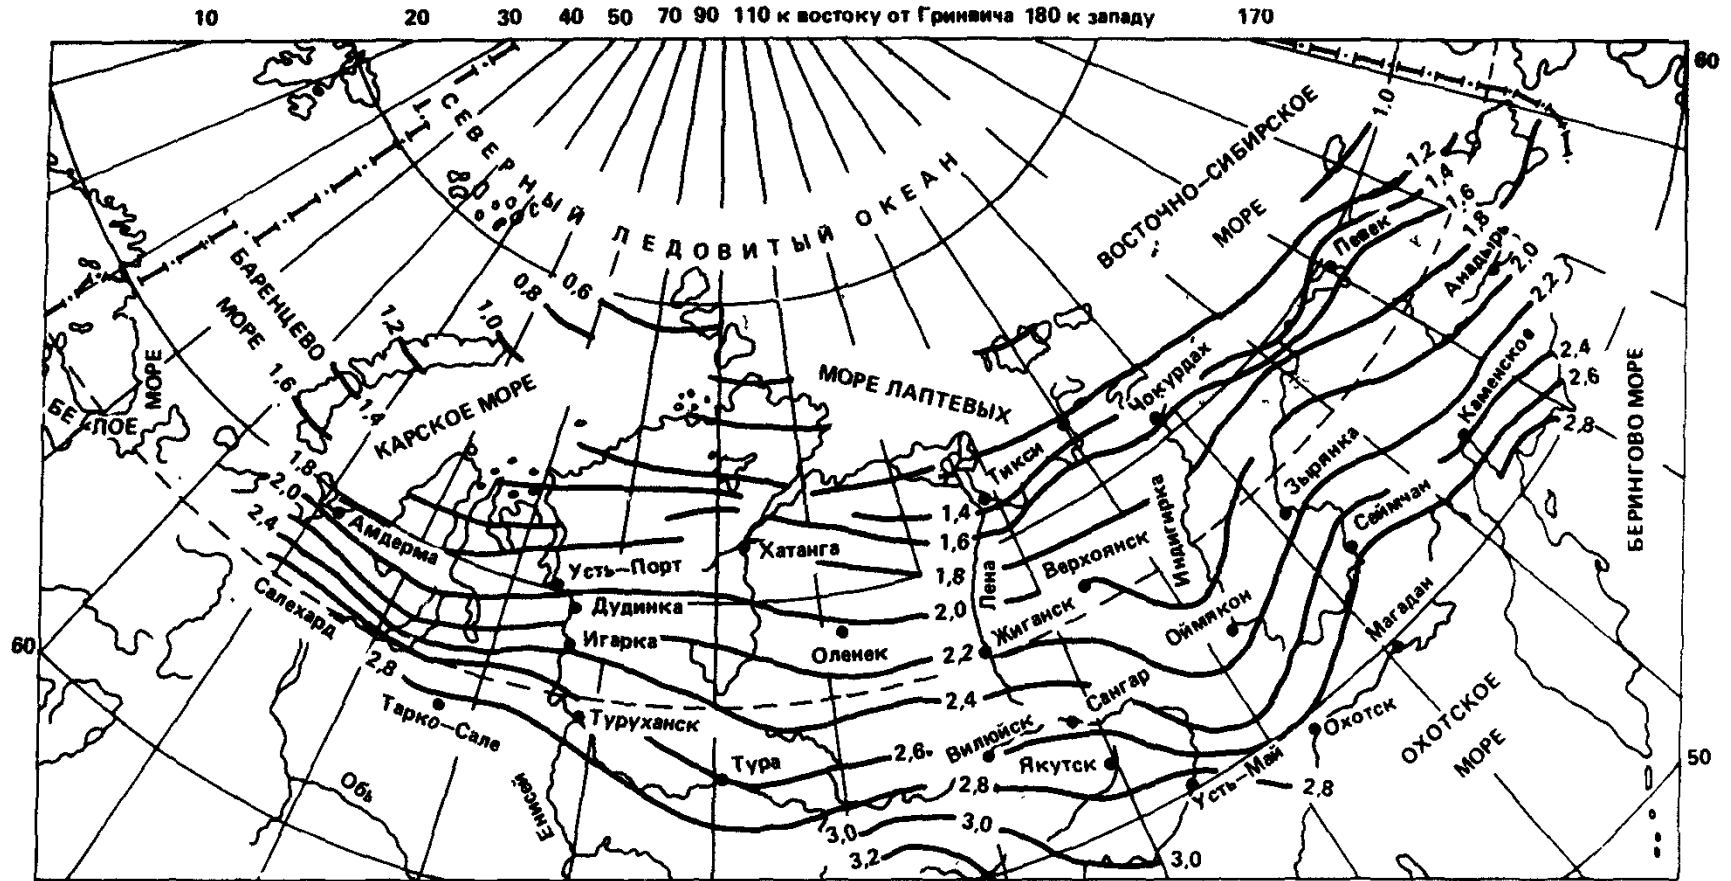 10 20 30 40 50 70 90 110 к востоку от Гринвича 180 к западу 170
60
СЕВЕРНЫЙ ЛЕДОВИТЫЙ ОКЕАН
ВОСТОЧНО–СИБИРСКОЕ
МОРЕ
1.0
1,2
1,4
1,6
1,8
2.0
2,2
2,4
2,6
2,8
Певек
Анадырь
БАРЕНЦЕВО
МОРЕ
0,8
0,6
1,2
1,0
1,6
1,4
БЕЛОЕ
МОРЕ
КАРСКОЕ МОРЕ
МОРЕ ЛАПТЕВЫХ
Чокурдах
Каменское
БЕРИНГОВО МОРЕ
1,8
2,0
2,4
Амдерма
Тикси
Зырянка
Сеймчан
1,4
1,6
1,8
2,0
2,2
2,4
2,6
2,8
3,0
Усть–Порт
Хатанга
Лена
Верхоянск
Индигирка
Салехард
Дудинка
Игарка
Оленек
Жиганск
Оймякон
Магадан
60
2,8
Тарко–Сале
Туруханск
Тура
Вилюйск
Сангар
Якутск
Усть–Май
Охотск
ОХОТСКОЕ
МОРЕ
50
2,8
Обь
Енисей
3,0
3,2
3,0